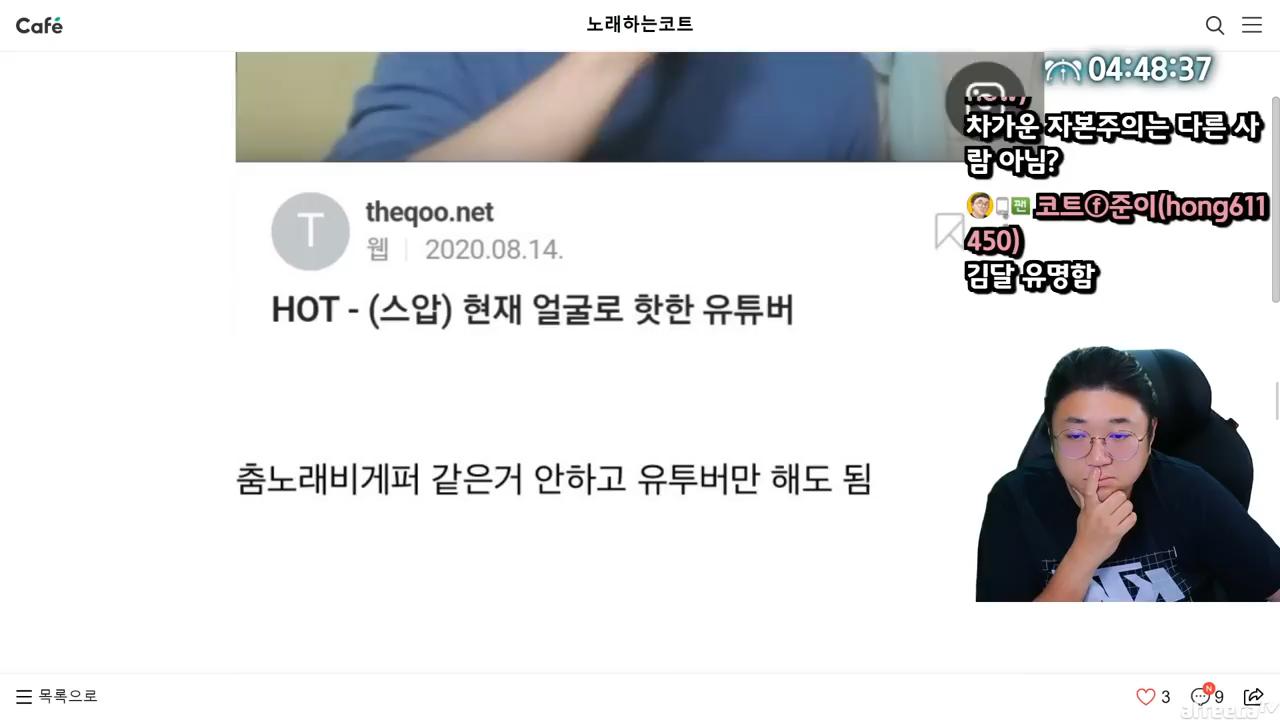 Café
노래하는코트
04:48:37
차가운 자본주의는 다른 사
람 아님?
팬 코트ⓕ준이(hong611
450)
김달 유명함
T
theqoo.net
웹 2020.08.14.
HOT - (스압) 현재 얼굴로 핫한 유튜버
춤노래비게퍼 같은거 안하고 유투버만 해도 됨
목록으로
3
N
9
afreecaTV